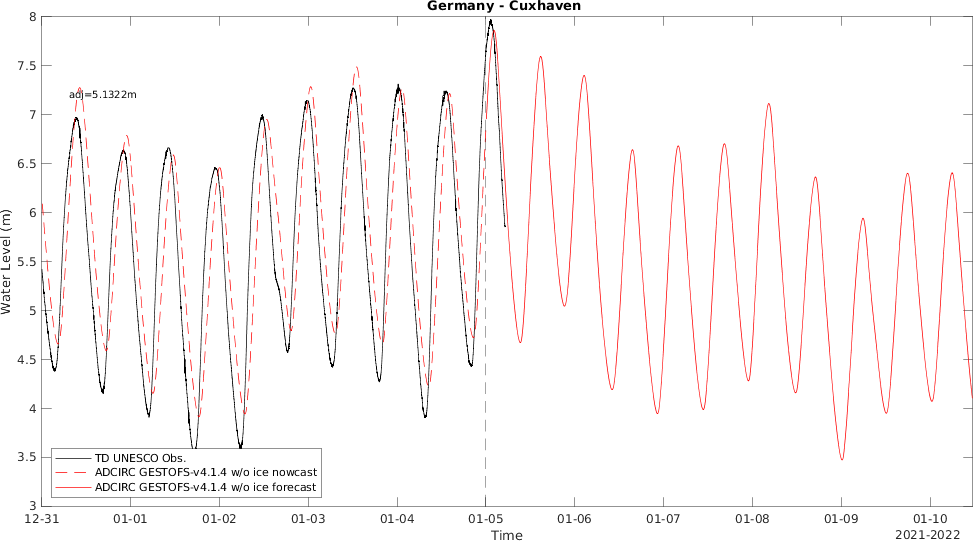 Germany - Cuxhaven
8
7.5
7
6.5
6
5.5
5
4.5
4
3.5
3
Water Level (m)
adj=5.1322m
TD UNESCO Obs.
ADCIRC GESTOFS-v4.1.4 w/o ice nowcast
ADCIRC GESTOFS-v4.1.4 w/o ice forecast
12-31 01-01 01-02 01-03 01-04 01-05 01-06 01-07 01-08 01-09 01-10
Time
2021-2022